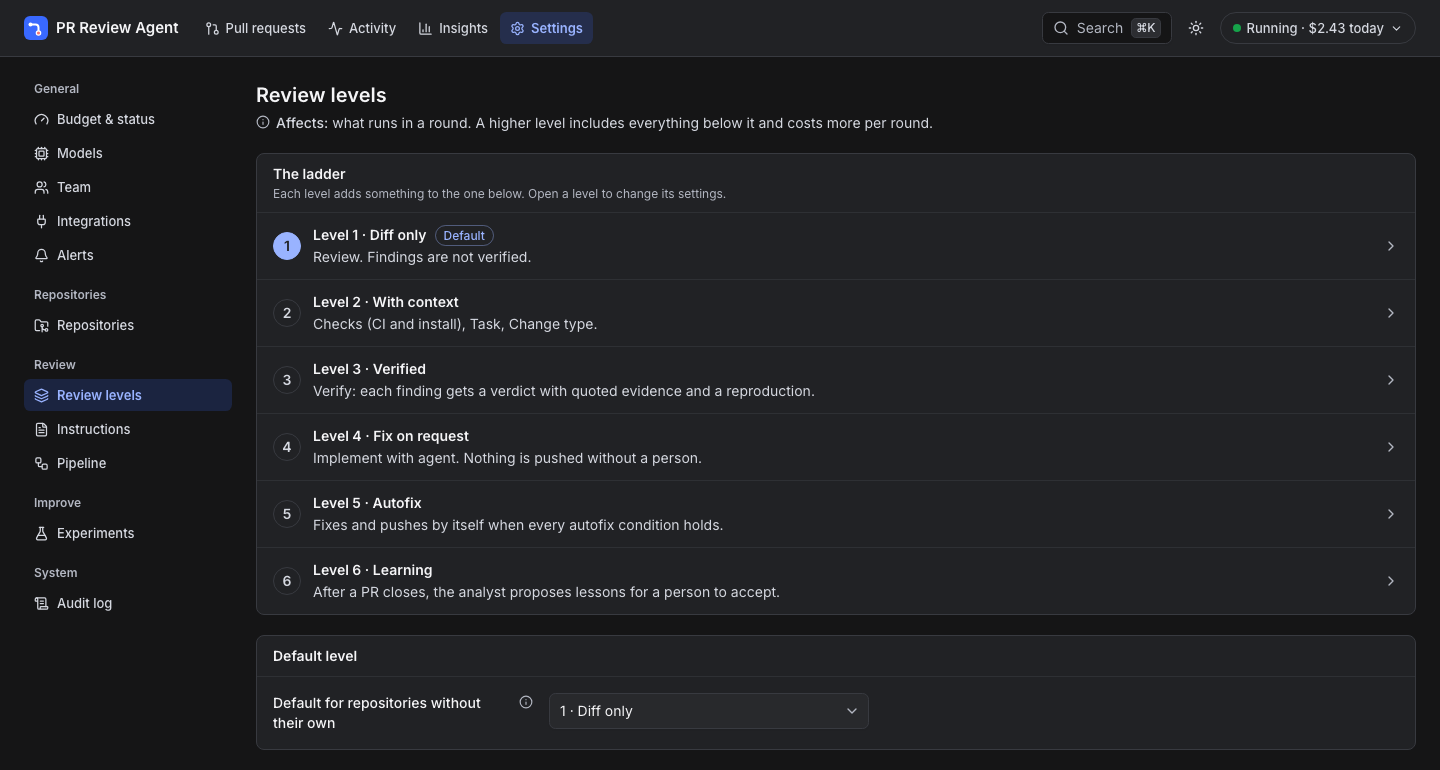 PR Review Agent
Pull requests
Activity
Insights
Settings
Search ⌘K
Running · $2.43 today
General
Budget & status
Models
Team
Integrations
Alerts
Repositories
Repositories
Review
Review levels
Instructions
Pipeline
Improve
Experiments
System
Audit log
Review levels
Affects: what runs in a round. A higher level includes everything below it and costs more per round.
The ladder
Each level adds something to the one below. Open a level to change its settings.
1
Level 1 · Diff only Default
Review. Findings are not verified.
2
Level 2 · With context
Checks (CI and install), Task, Change type.
3
Level 3 · Verified
Verify: each finding gets a verdict with quoted evidence and a reproduction.
4
Level 4 · Fix on request
Implement with agent. Nothing is pushed without a person.
5
Level 5 · Autofix
Fixes and pushes by itself when every autofix condition holds.
6
Level 6 · Learning
After a PR closes, the analyst proposes lessons for a person to accept.
Default level
Default for repositories without
their own
1 · Diff only